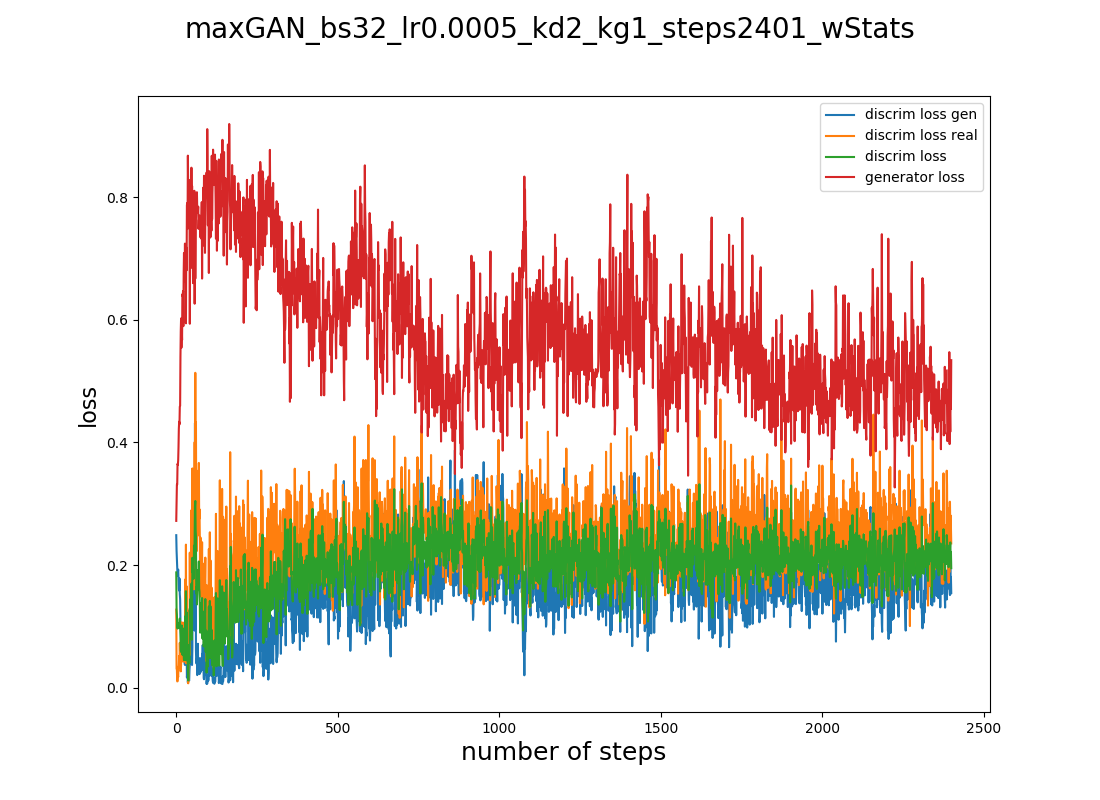 maxGAN_bs32_lr0.0005_kd2_kg1_steps2401_wStats
discrim loss gen
discrim loss real
discrim loss
generator loss
loss
0.8
0.6
0.4
0.2
0.0
0
500
1000
1500
2000
2500
number of steps